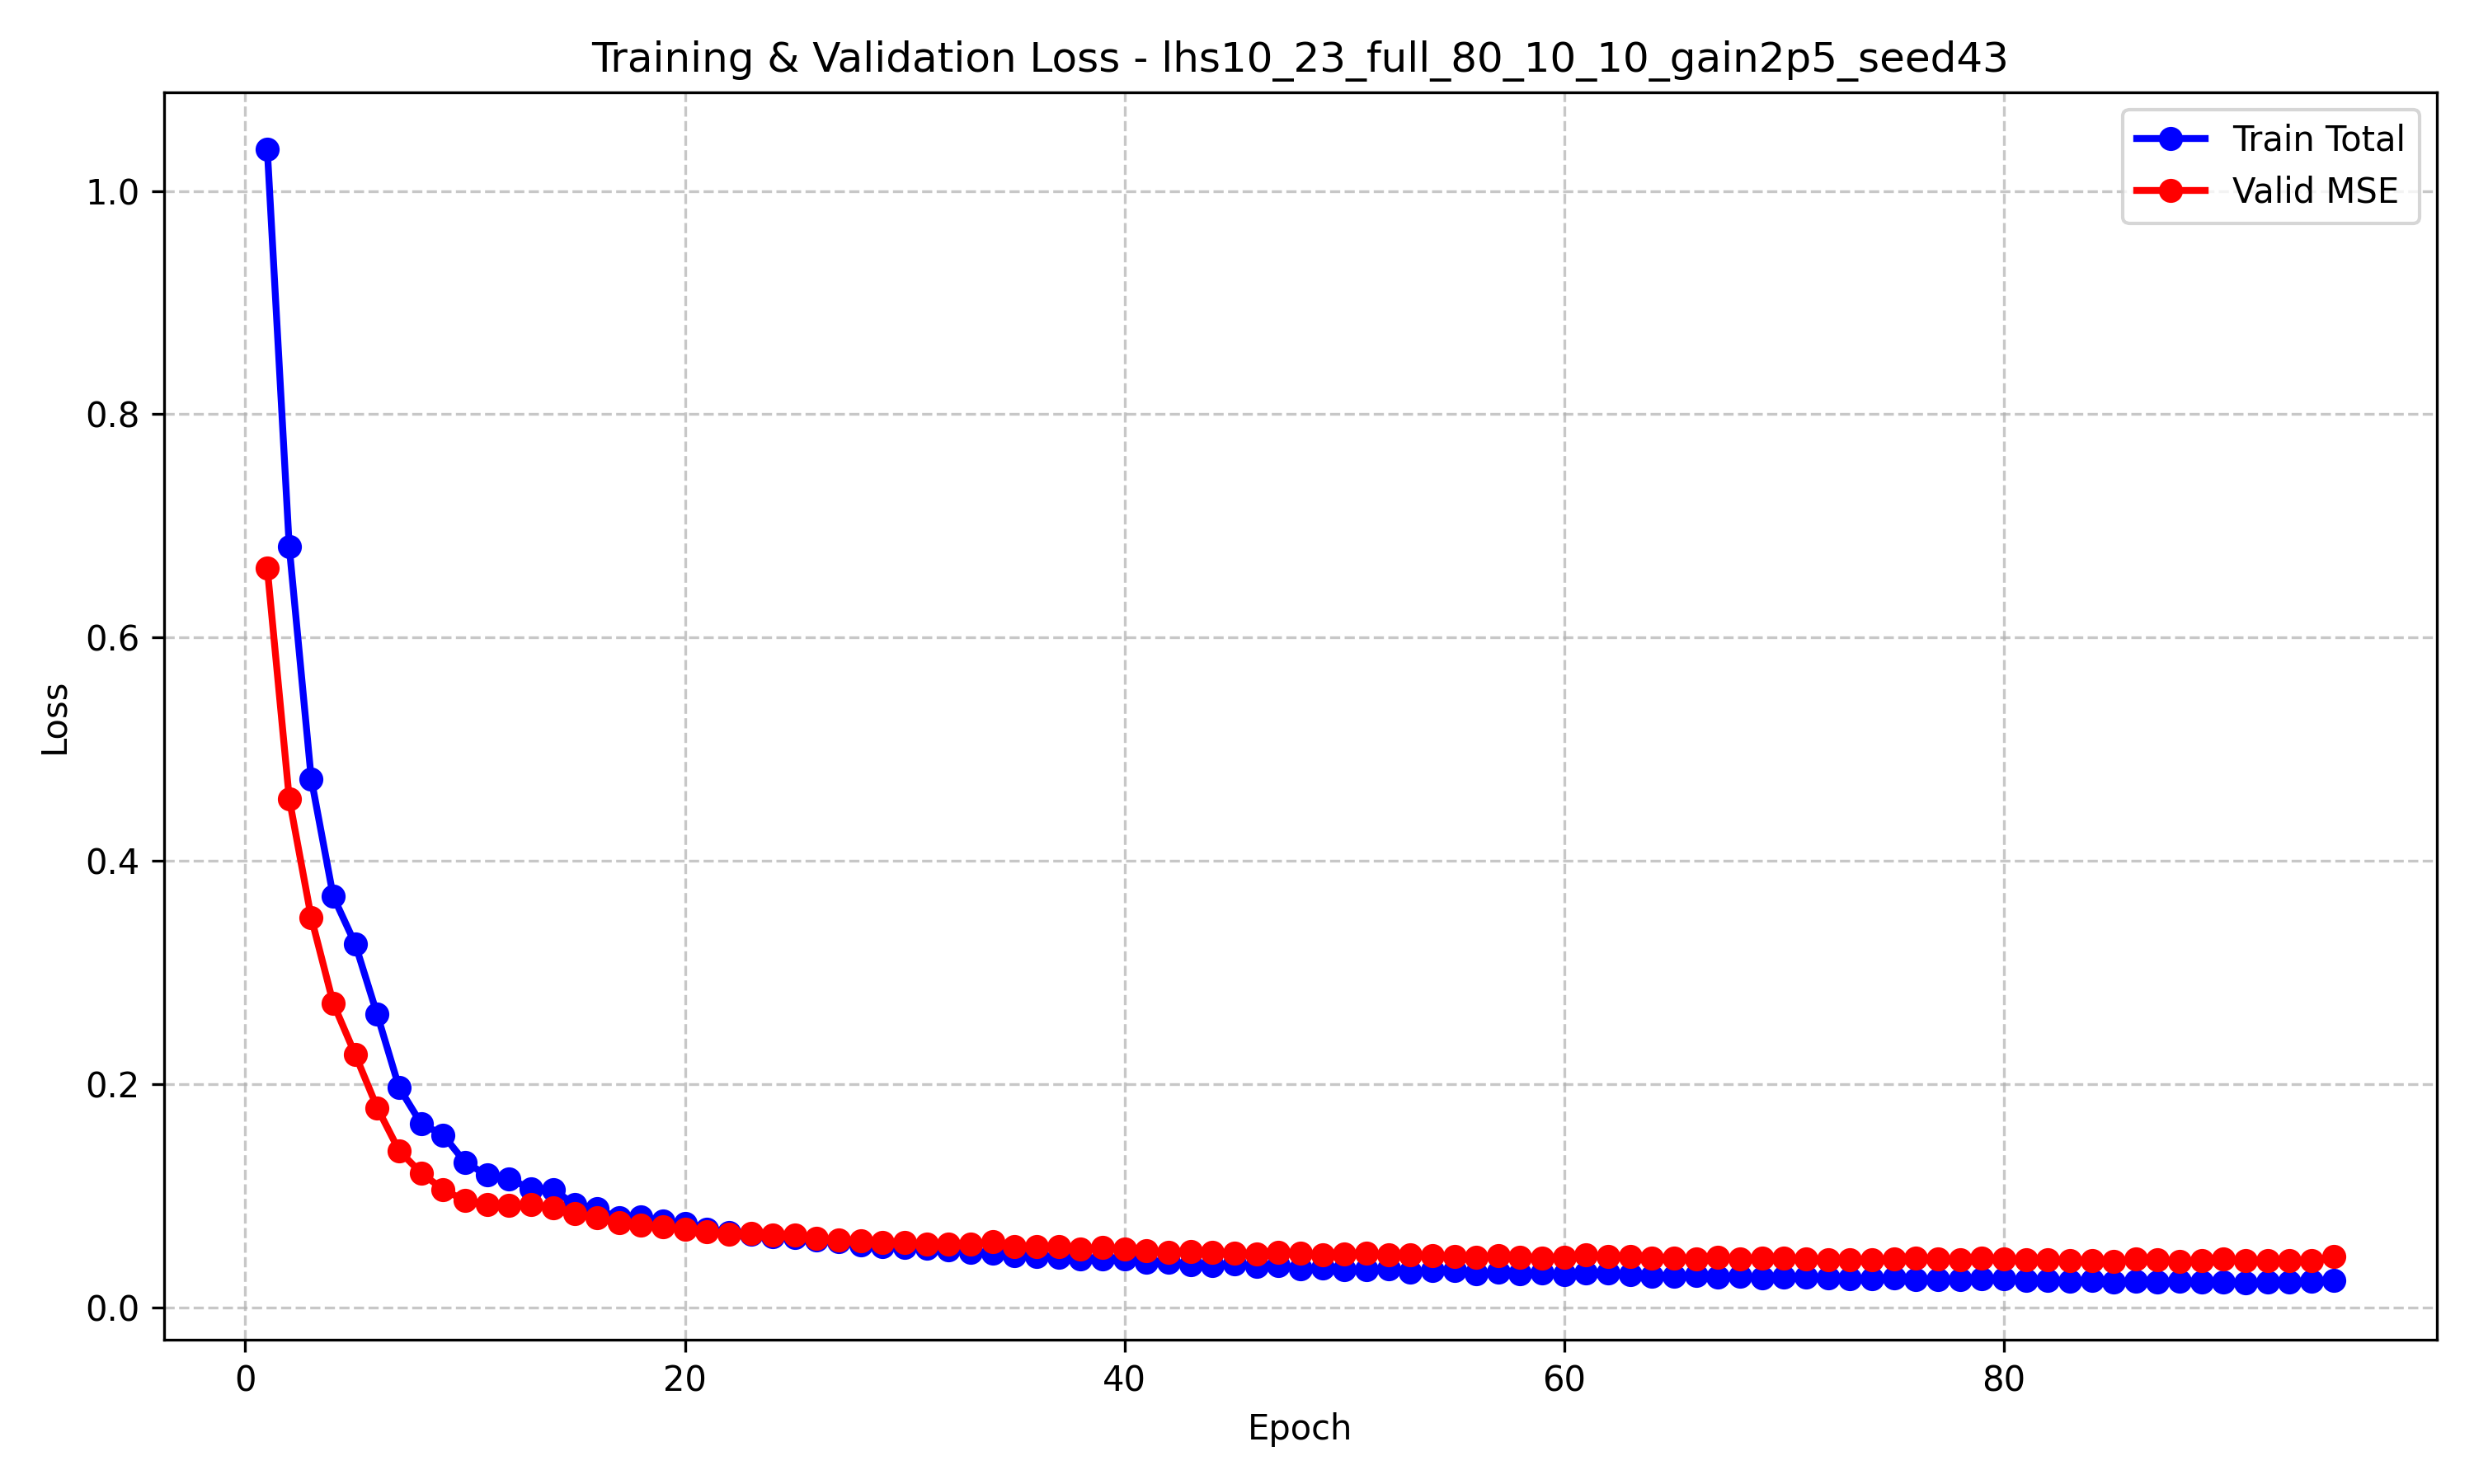 Training & Validation Loss - lhs10_23_full_80_10_10_gain2p5_seed43
Train Total
Valid MSE
1.0
0.8
0.6
0.4
0.2
0.0
Loss
0
20
40
60
80
Epoch